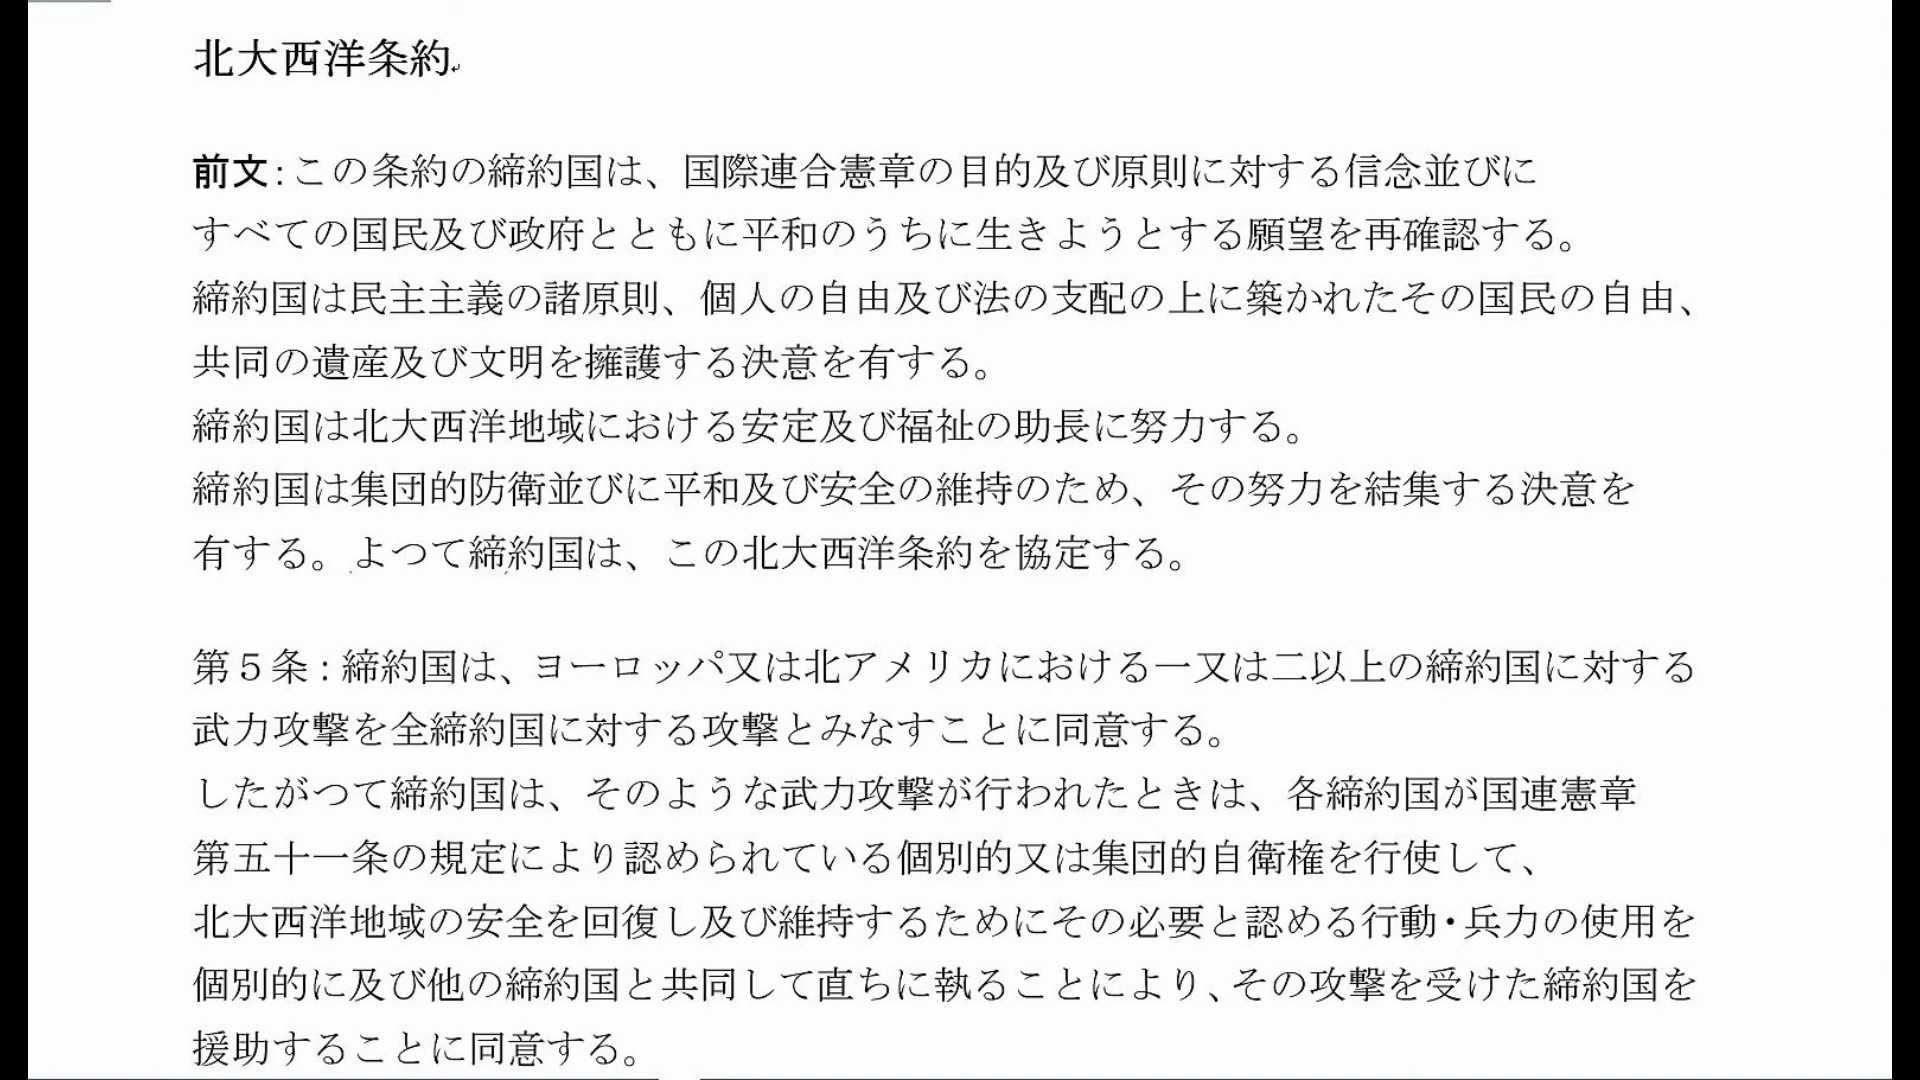 北大西洋条約
前文:この条約の締約国は、国際連合憲章の目的及び原則に対する信念並びに
すべての国民及び政府とともに平和のうちに生きようとする願望を再確認する。
締約国は民主主義の諸原則、個人の自由及び法の支配の上に築かれたその国民の自由、
共同の遺産及び文明を擁護する決意を有する。
締約国は北大西洋地域における安定及び福祉の助長に努力する。
締約国は集団的防衛並びに平和及び安全の維持のため、その努力を結集する決意を
有する。よつて締約国は、この北大西洋条約を協定する。
第5条:締約国は、ヨーロッパ又は北アメリカにおける一又は二以上の締約国に対する
武力攻撃を全締約国に対する攻撃とみなすことに同意する。
したがつて締約国は、そのような武力攻撃が行われたときは、各締約国が国連憲章
第五十一条の規定により認められている個別的又は集団的自衛権を行使して、
北大西洋地域の安全を回復し及び維持するためにその必要と認める行動・兵力の使用を
個別的に及び他の締約国と共同して直ちに執ることにより、その攻撃を受けた締約国を
援助することに同意する。